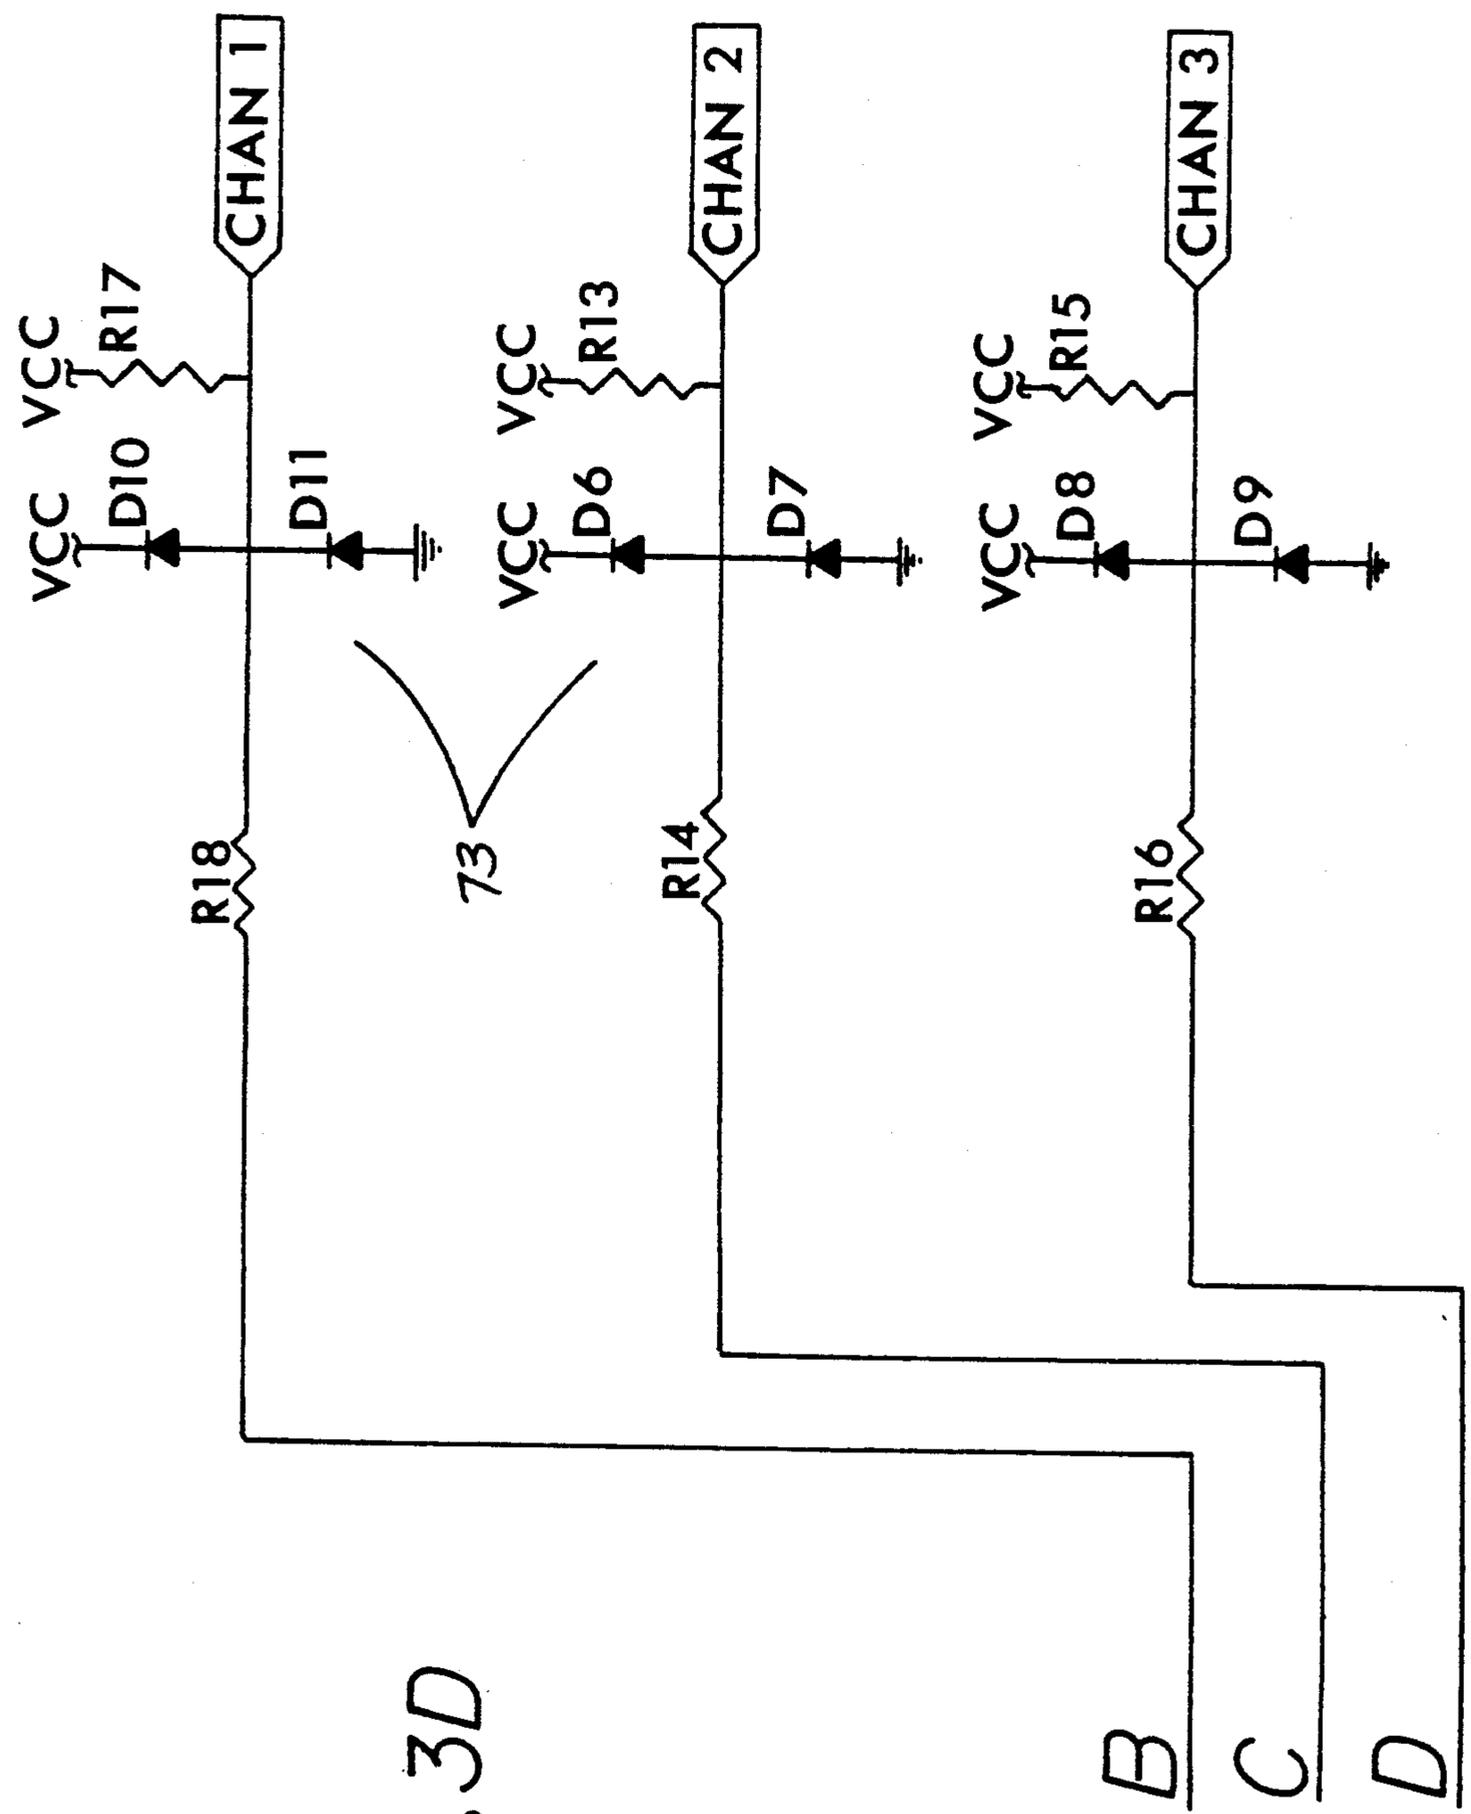 VCC
R17
CHAN 1
VCC
D10
D11
R18
VCC
R13
CHAN 2
VCC
D6
D7
R14
73
VCC
R15
CHAN 3
VCC
D8
D9
R16
3D
B
C
D